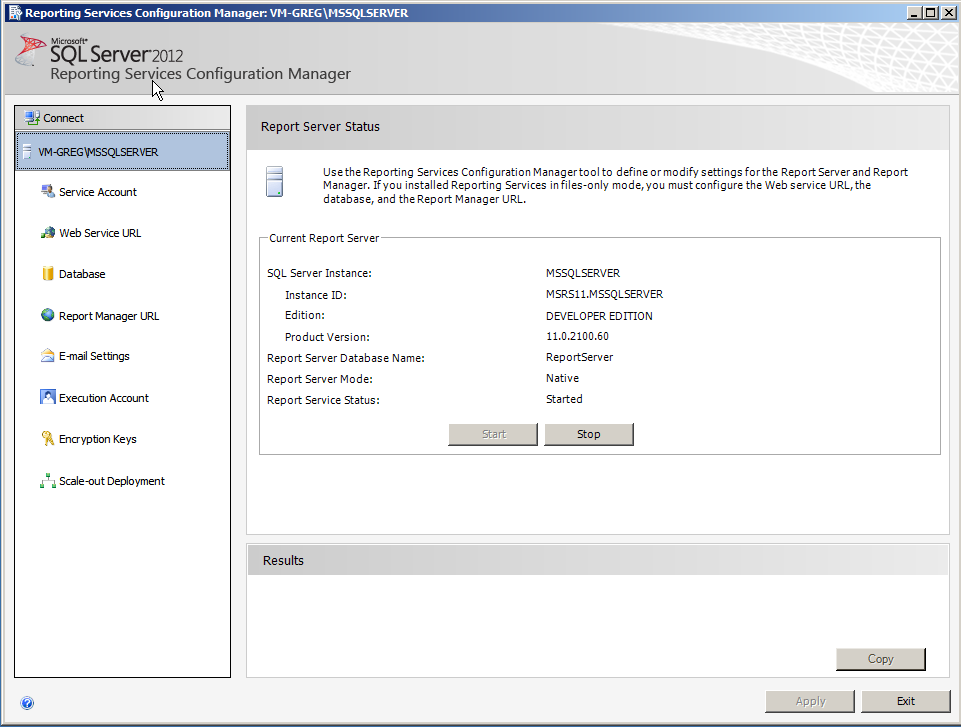 Reporting Services Configuration Manager: VM-GREG\MSSQLSERVER
Microsoft®
SQL Server 2012
Reporting Services Configuration Manager
Connect
VM-GREG\MSSQLSERVER
Service Account
Web Service URL
Database
Report Manager URL
E-mail Settings
Execution Account
Encryption Keys
Scale-out Deployment
Report Server Status
Use the Reporting Services Configuration Manager tool to define or modify settings for the Report Server and Report
Manager. If you installed Reporting Services in files-only mode, you must configure the Web service URL, the
database, and the Report Manager URL.
Current Report Server
SQL Server Instance: MSSQLSERVER
Instance ID: MSRS11.MSSQLSERVER
Edition: DEVELOPER EDITION
Product Version: 11.0.2100.60
Report Server Database Name: ReportServer
Report Server Mode: Native
Report Service Status: Started
Start Stop
Results
Copy
? Apply Exit